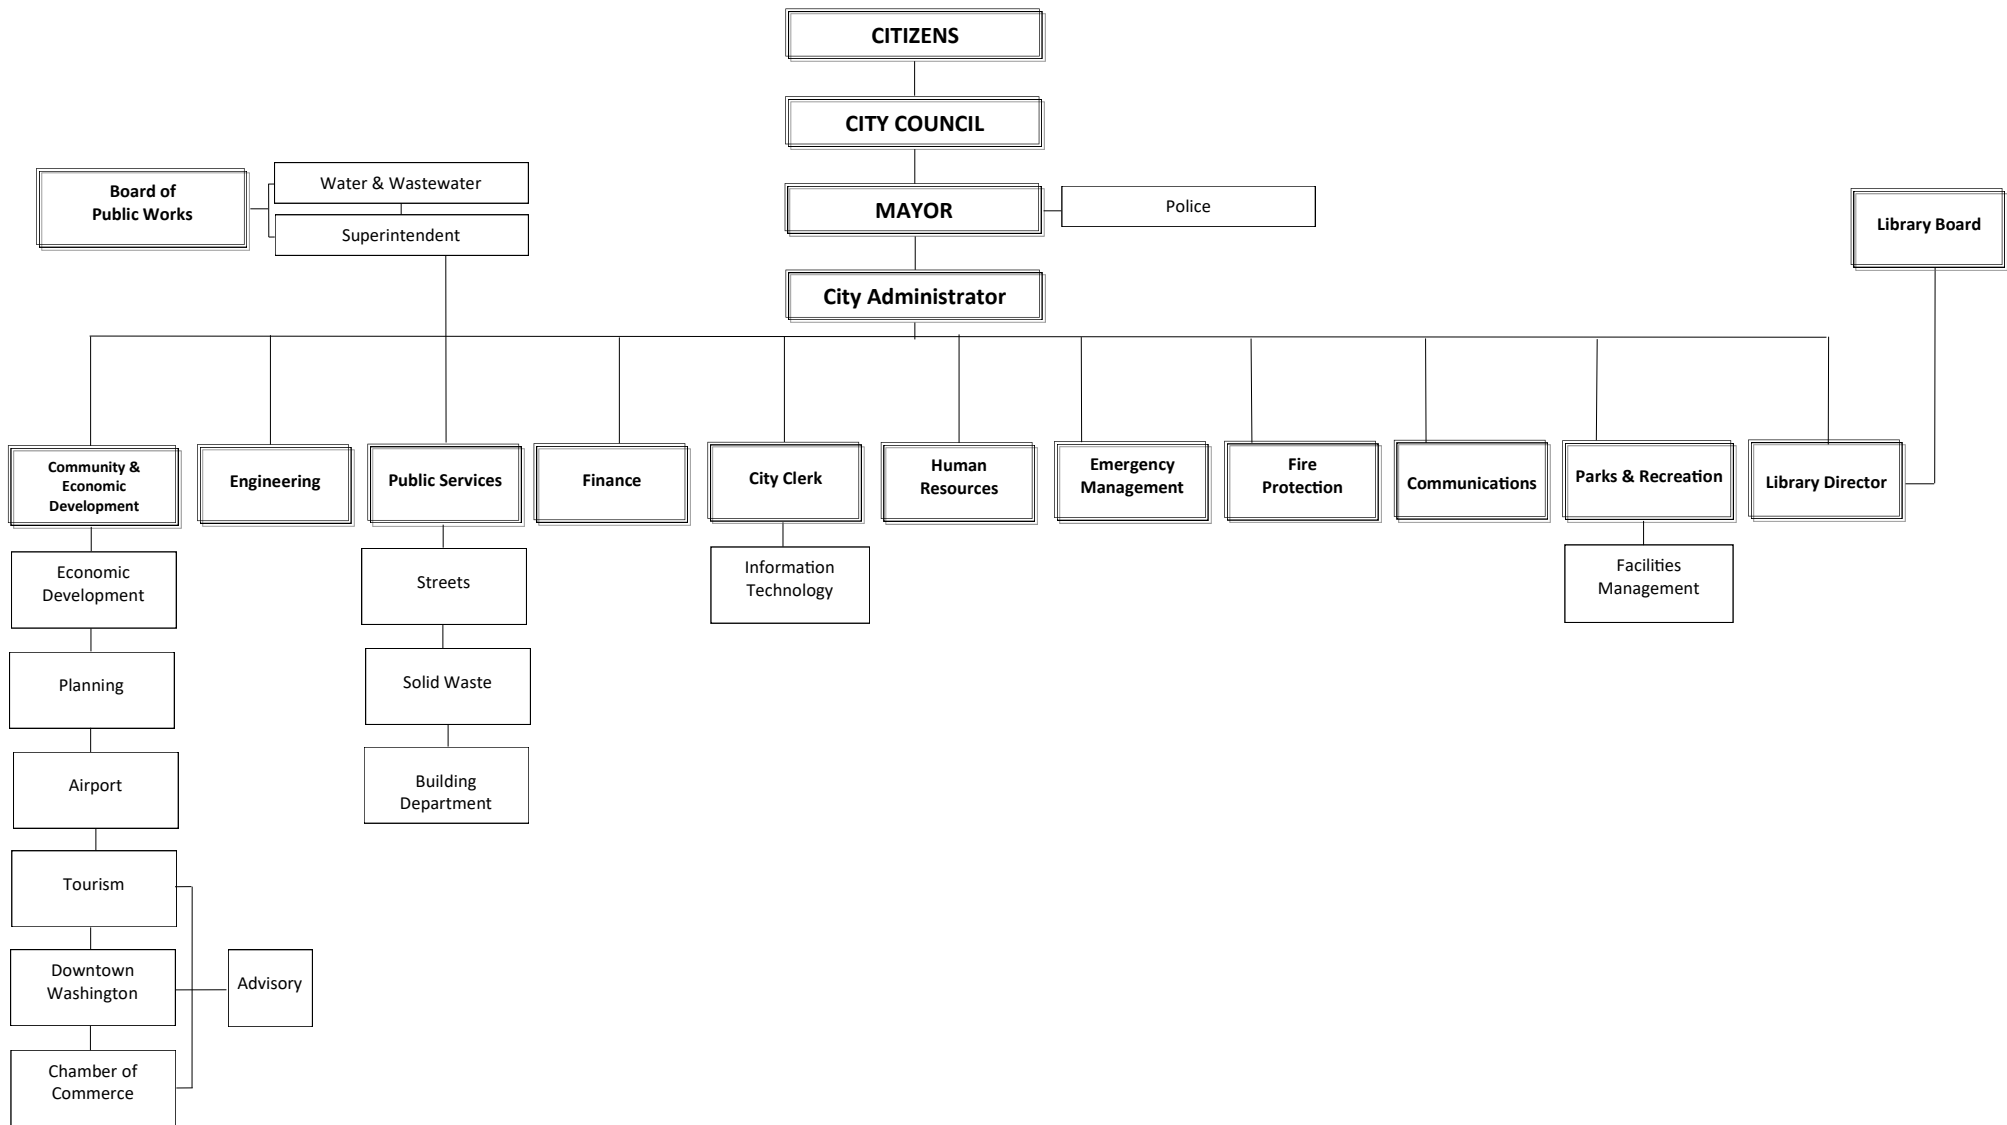 CITIZENS
CITY COUNCIL
Water & Wastewater
Board of
Public Works
MAYOR
Police
Superintendent
Library Board
City Administrator
Community &
Economic
Development
Engineering
Public Services
Finance
City Clerk
Human
Resources
Emergency
Management
Fire
Protection
Communications
Parks & Recreation
Library Director
Economic
Development
Streets
Information
Technology
Facilities
Management
Planning
Solid Waste
Airport
Building
Department
Tourism
Downtown
Washington
Advisory
Chamber of
Commerce